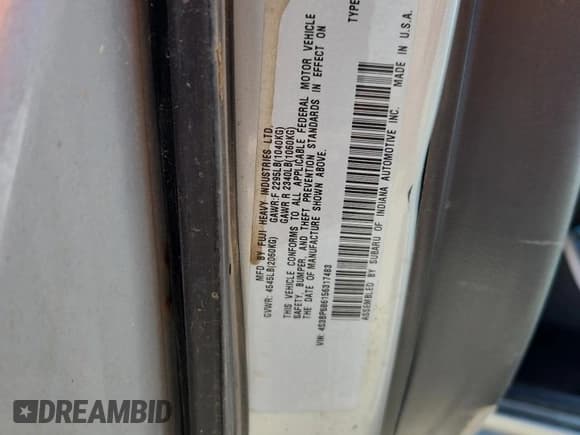 MFD BY FUJI HEAVY INDUSTRIES LTD.
GVWR: 4545LB(2060KG) GAWR:F 2295LB(1040KG)
GAWR R 2340LB(1060KG)
THIS VEHICLE CONFORMS TO ALL APPLICABLE FEDERAL MOTOR VEHICLE
SAFETY, BUMPER, AND THEFT PREVENTION STANDARDS IN EFFECT ON
THE DATE OF MANUFACTURE SHOWN ABOVE.
TYPE
VIN: 4S3BP686156317483
ASSEMBLED BY SUBARU OF INDIANA AUTOMOTIVE INC. MADE IN U.S.A.
DREAMBID